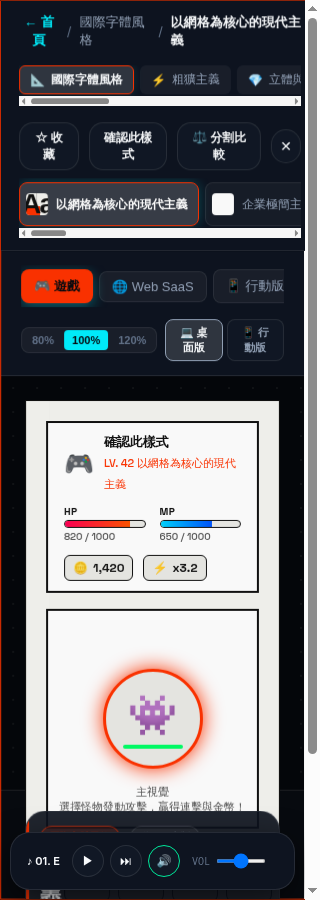 ← 首頁 / 國際字體風格 / 以網格為核心的現代主義
📐 國際字體風格 ⚡ 粗獷主義 💎 立體與
☆ 收藏 確認此樣式 ⚖️ 分割比較 ✕
Aa 以網格為核心的現代主義 企業極簡主
🎮 遊戲 🌐 Web SaaS 📱 行動版
80% 100% 120% 💻 桌面版 📱 行動版
確認此樣式
LV. 42 以網格為核心的現代
主義
HP MP
820 / 1000 650 / 1000
🪙 1,420 ⚡ x3.2
主視覺
選擇怪物發動攻擊，贏得連擊與金幣！
♪ 01. E VOL